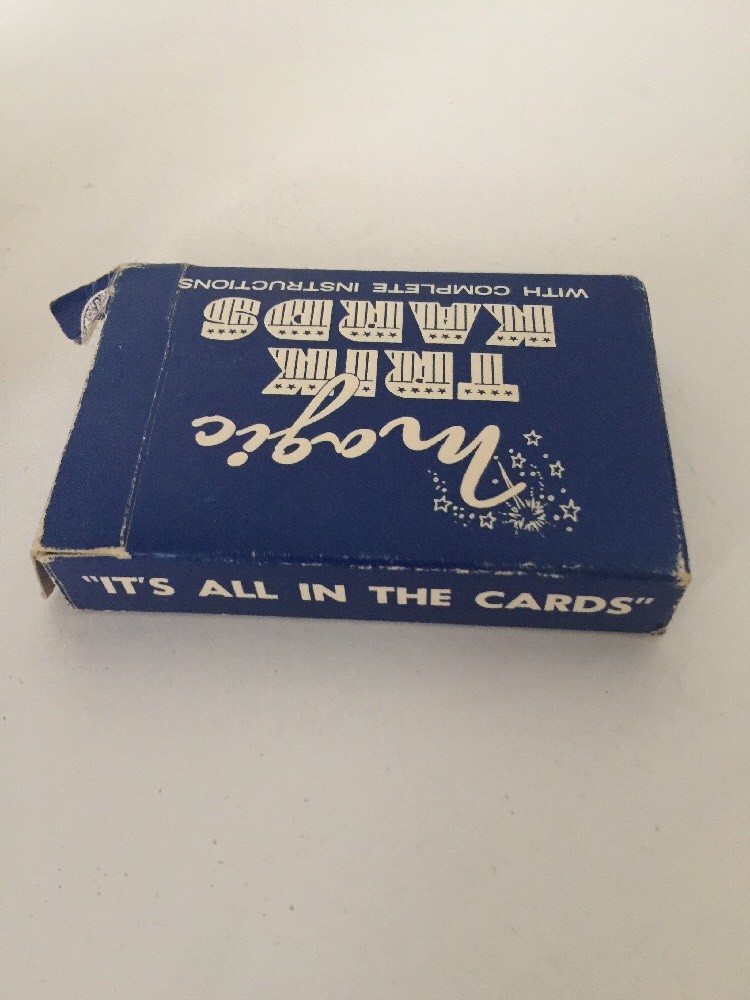 Magic
TRIK
KARDS
WITH COMPLETE INSTRUCTIONS
"IT'S ALL IN THE CARDS"